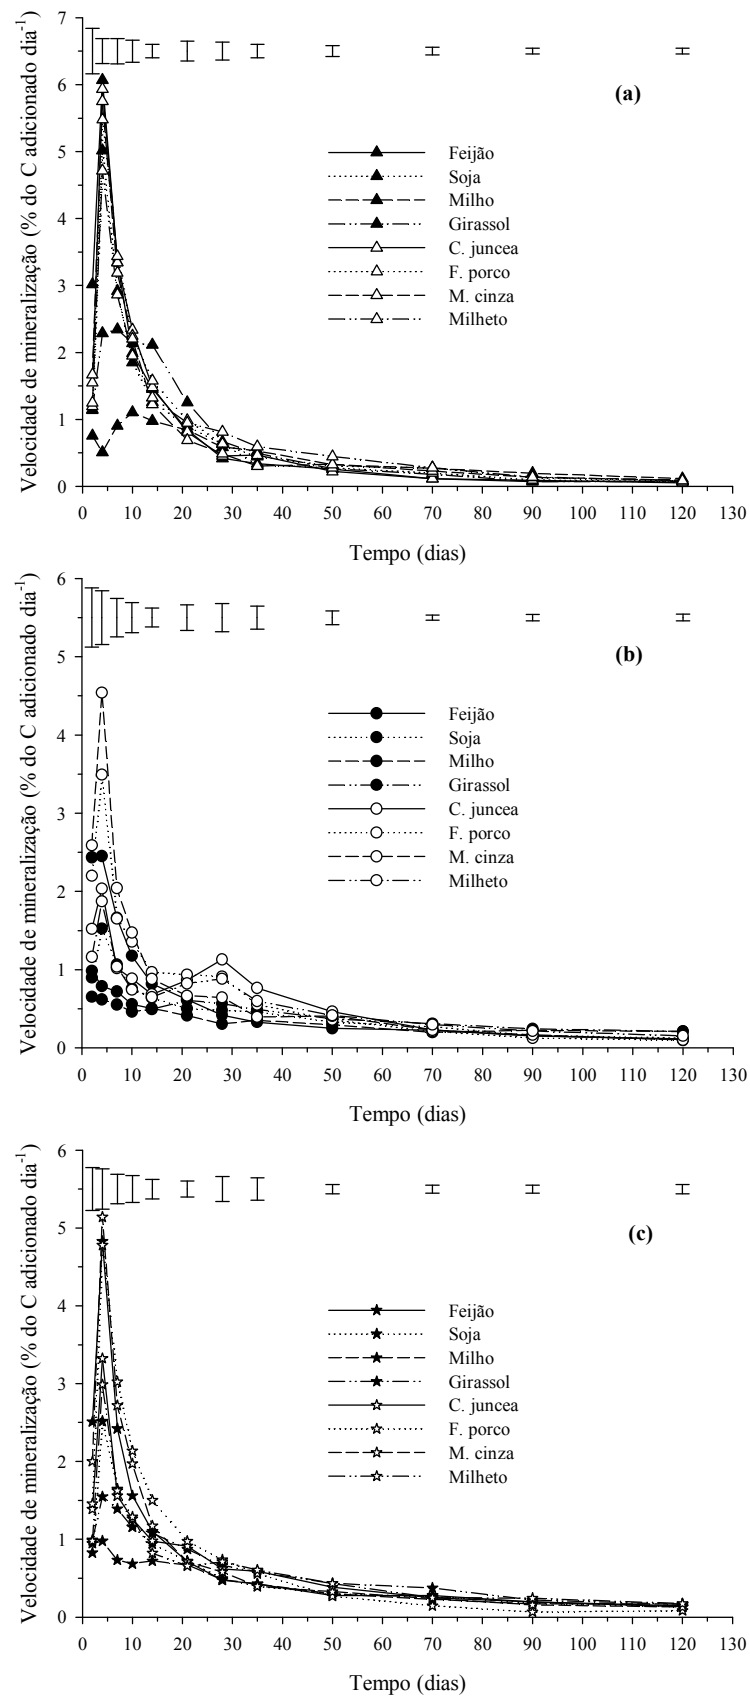 7
6
5
4
3
2
1
0
Velocidade de mineralização (% do C adicionado dia-1)
(a)
Feijão
Soja
Milho
Girassol
C. juncea
F. porco
M. cinza
Milheto
0 10 20 30 40 50 60 70 80 90 100 110 120 130
Tempo (dias)
6
5
4
3
2
1
0
Velocidade de mineralização (% do C adicionado dia-1)
(b)
Feijão
Soja
Milho
Girassol
C. juncea
F. porco
M. cinza
Milheto
0 10 20 30 40 50 60 70 80 90 100 110 120 130
Tempo (dias)
6
5
4
3
2
1
0
Velocidade de mineralização (% do C adicionado dia-1)
(c)
Feijão
Soja
Milho
Girassol
C. juncea
F. porco
M. cinza
Milheto
0 10 20 30 40 50 60 70 80 90 100 110 120 130
Tempo (dias)